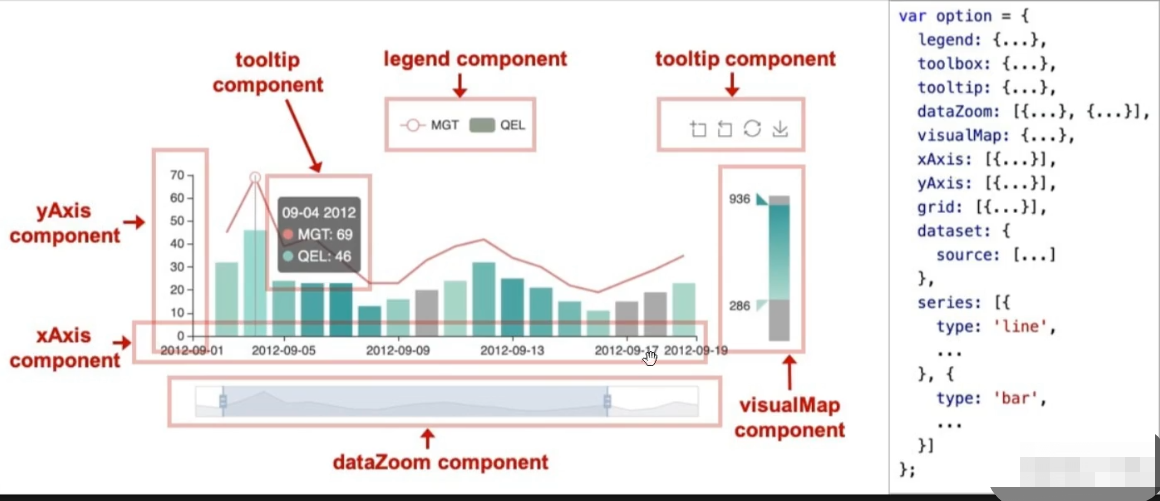 tooltip
component
legend component
tooltip component
MGT
QEL
yAxis
component
70
60
50
40
30
20
10
0
09-04 2012
MGT: 69
QEL: 46
936
286
xAxis
component
2012-09-01
2012-09-05
2012-09-09
2012-09-13
2012-09-17
2012-09-19
visualMap
component
dataZoom component
var option = {
legend: {...},
toolbox: {...},
tooltip: {...},
dataZoom: [{...}, {...}],
visualMap: {...},
xAxis: [{...}],
yAxis: [{...}],
grid: [{...}],
dataset: {
source: [...]
},
series: [{
type: 'line',
...
}, {
type: 'bar',
...
}]
};